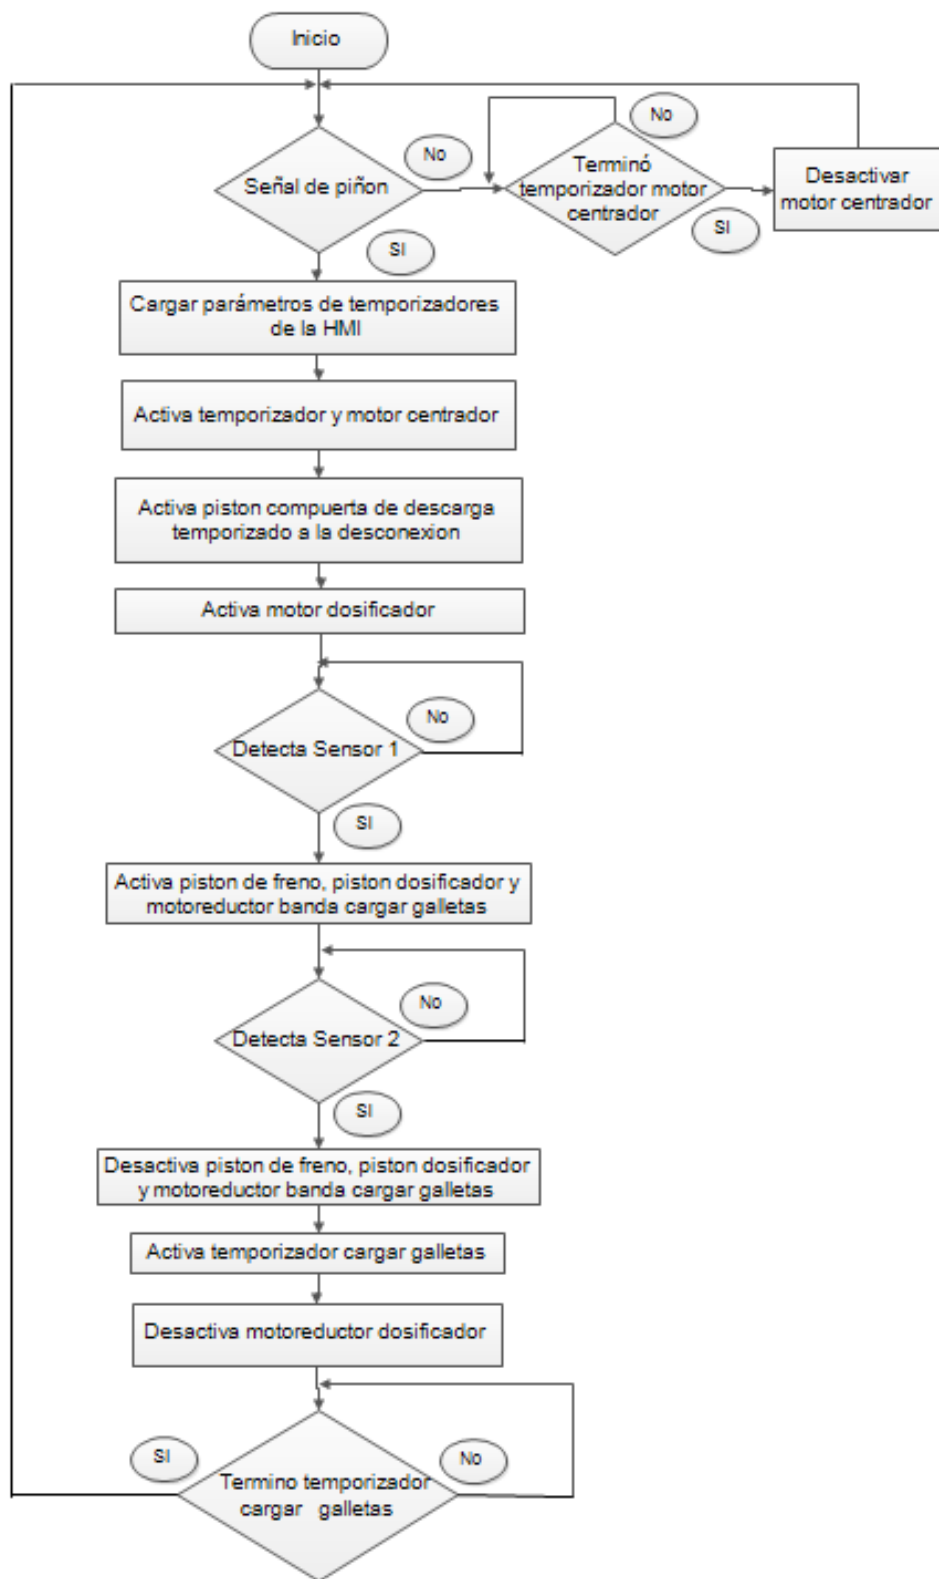 Inicio
No
No
Señal de piñon
Terminó
temporizador motor
centrador
Desactivar
motor centrador
SI
SI
Cargar parámetros de temporizadores
de la HMI
Activa temporizador y motor centrador
Activa piston compuerta de descarga
temporizado a la desconexion
Activa motor dosificador
No
Detecta Sensor 1
SI
Activa piston de freno, piston dosificador y
motoreductor banda cargar galletas
No
Detecta Sensor 2
SI
Desactiva piston de freno, piston dosificador
y motoreductor banda cargar galletas
Activa temporizador cargar galletas
Desactiva motoreductor dosificador
SI
No
Termino temporizador
cargar galletas